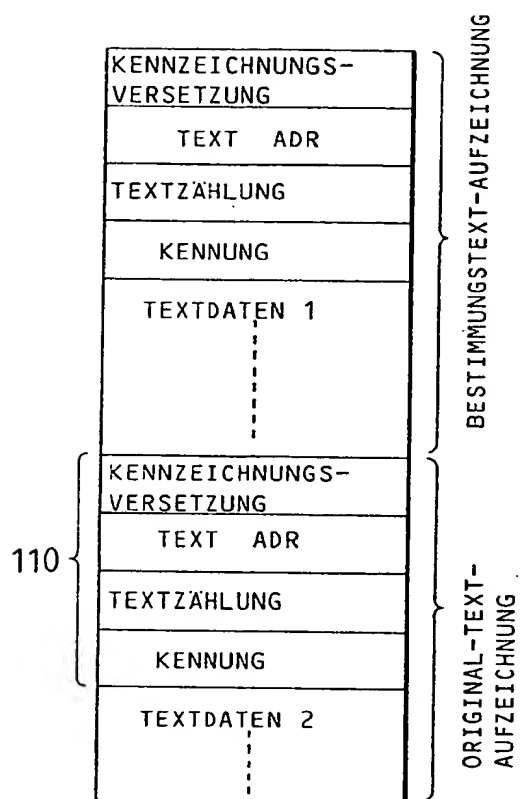 KENNZEICHNUNGS-
VERSETZUNG
TEXT ADR
TEXTZÄHLUNG
KENNUNG
TEXTDATEN 1
BESTIMMUNGSTEXT-AUFZEICHNUNG
KENNZEICHNUNGS-
VERSETZUNG
TEXT ADR
TEXTZÄHLUNG
KENNUNG
TEXTDATEN 2
110
ORIGINAL-TEXT-
AUFZEICHNUNG